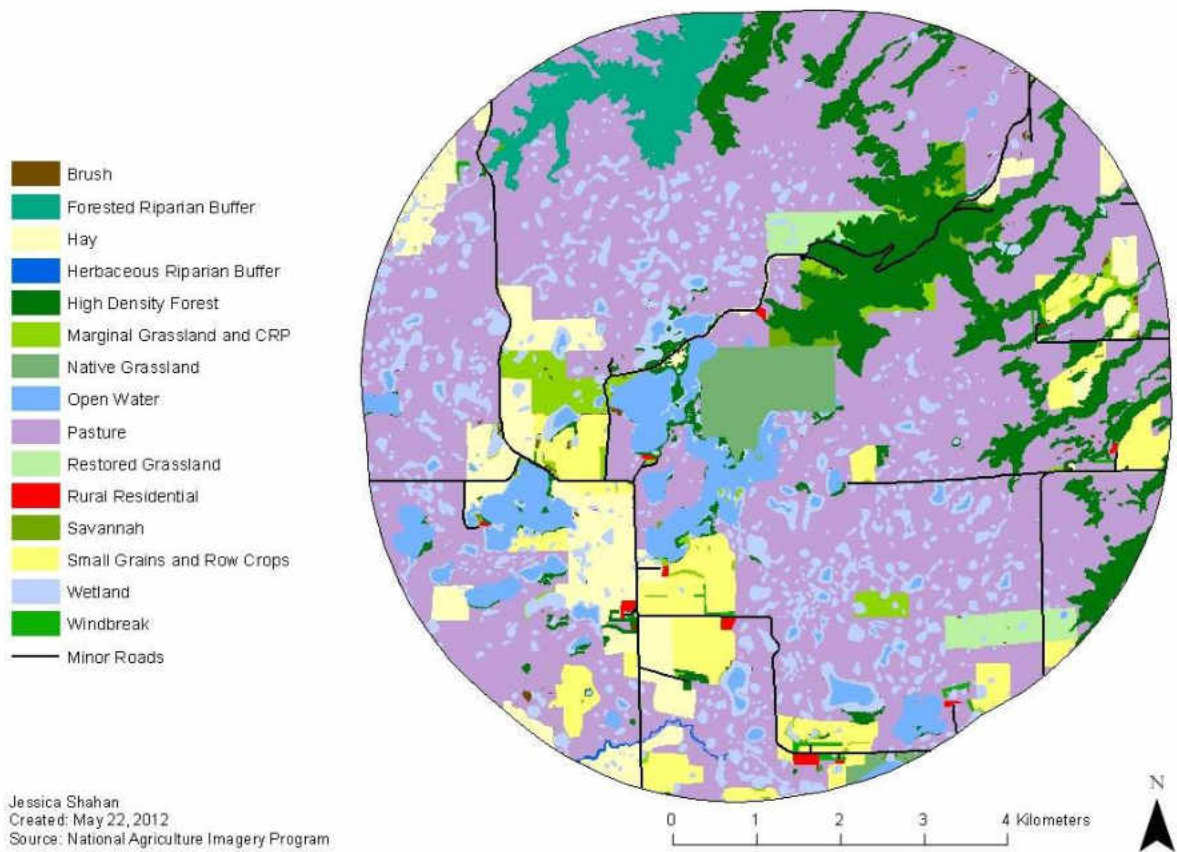 Brush
Forested Riparian Buffer
Hay
Herbaceous Riparian Buffer
High Density Forest
Marginal Grassland and CRP
Native Grassland
Open Water
Pasture
Restored Grassland
Rural Residential
Savannah
Small Grains and Row Crops
Wetland
Windbreak
Minor Roads
Jessica Shahan
Created: May 22, 2012
Source: National Agriculture Imagery Program
0 1 2 3 4 Kilometers
N